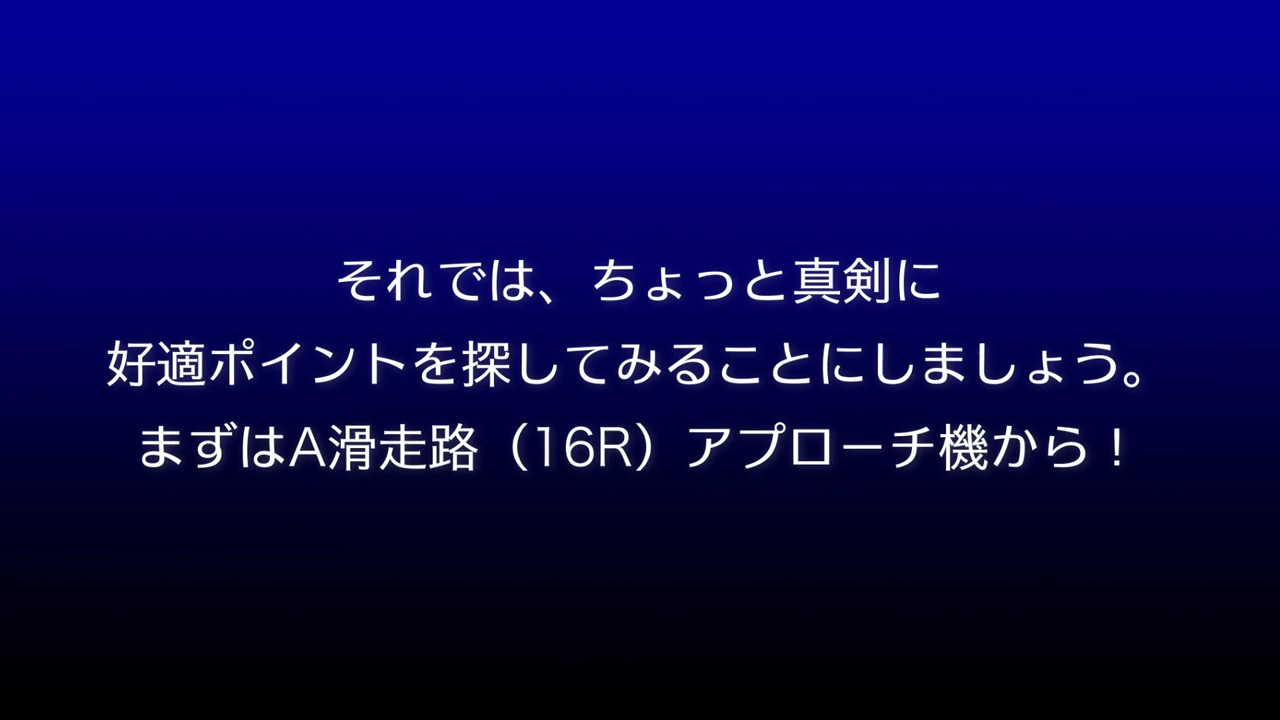 それでは、ちょっと真剣に
好適ポイントを探してみることにしましょう。
まずはA滑走路（16R）アプローチ機から！